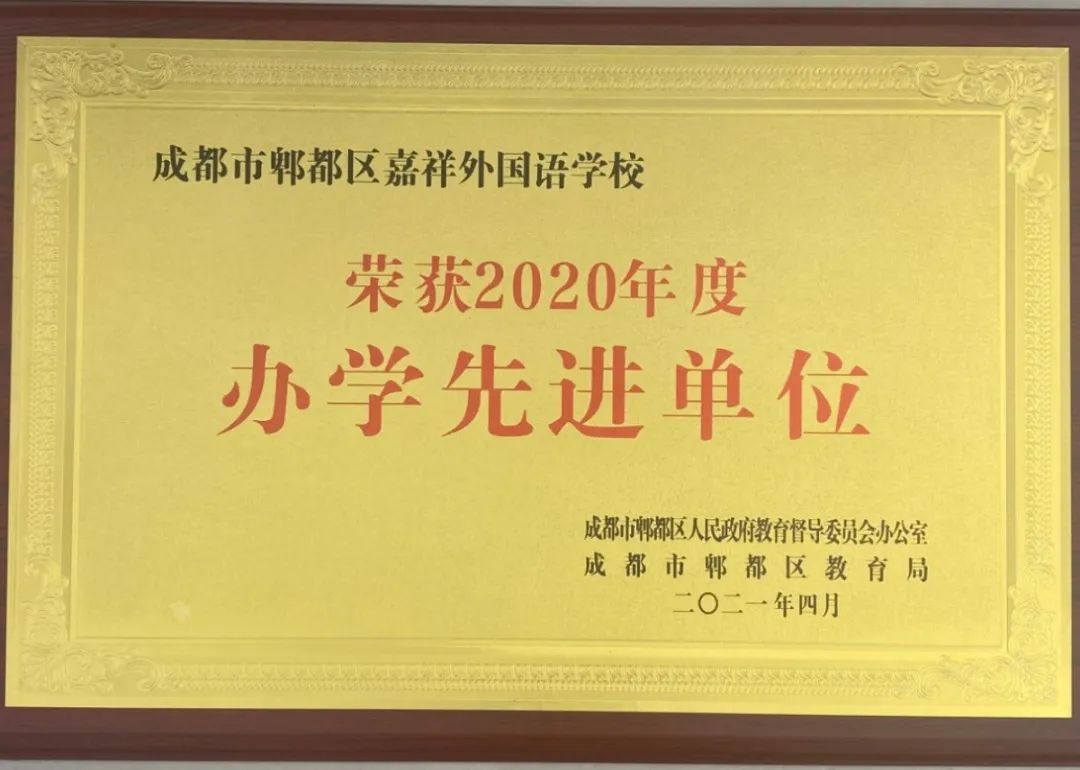 成都市郫都区嘉祥外国语学校
荣获2020年度
办学先进单位
成都市郫都区人民政府教育督导委员会办公室
成都市郫都区教育局
二〇二一年四月